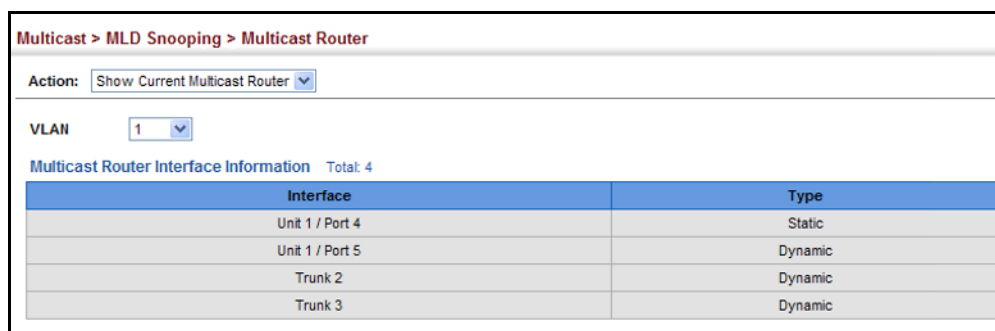 Multicast > MLD Snooping > Multicast Router
Action: Show Current Multicast Router
VLAN 1
Multicast Router Interface Information Total: 4
Interface Type
Unit 1 / Port 4 Static
Unit 1 / Port 5 Dynamic
Trunk 2 Dynamic
Trunk 3 Dynamic